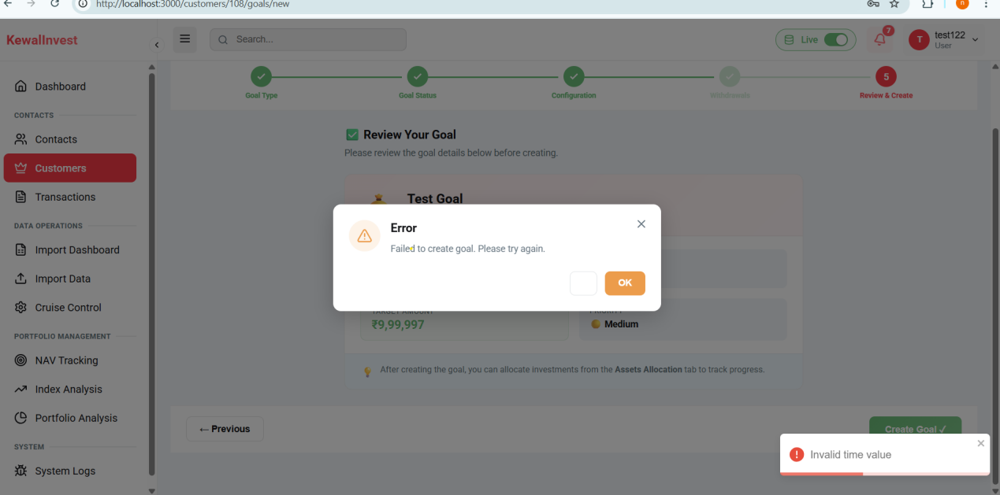 http://localhost:3000/customers/108/goals/new
n
KewalInvest
Search...
Live
7
T
test122
User
Dashboard
CONTACTS
Contacts
Customers
Transactions
DATA OPERATIONS
Import Dashboard
Import Data
Cruise Control
PORTFOLIO MANAGEMENT
NAV Tracking
Index Analysis
Portfolio Analysis
SYSTEM
System Logs
Goal Type
Goal Status
Configuration
Withdrawals
5
Review & Create
Review Your Goal
Please review the goal details below before creating.
Test Goal
Error
Failed to create goal. Please try again.
OK
TARGET AMOUNT
₹9,99,997
PRIORITY
Medium
After creating the goal, you can allocate investments from the Assets Allocation tab to track progress.
← Previous
Create Goal ✓
Invalid time value